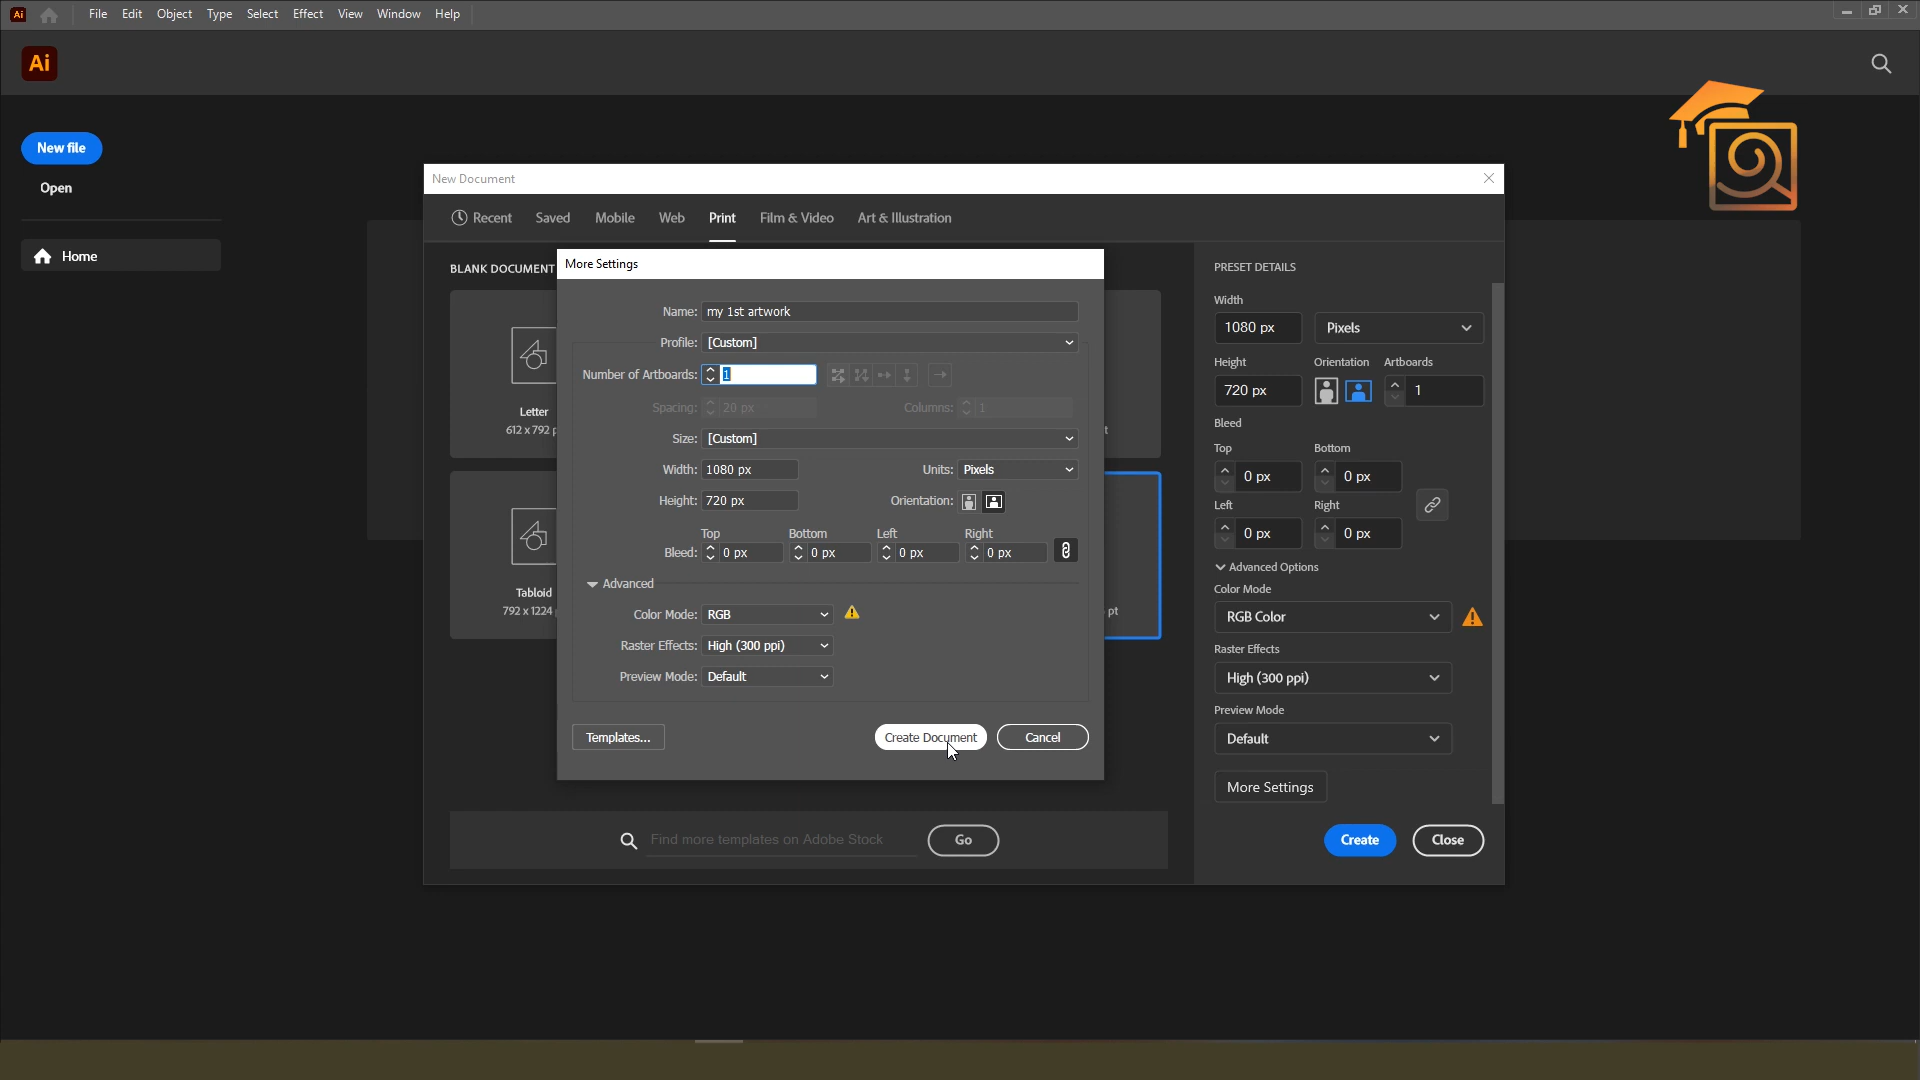 Ai File Edit Object Type Select Effect View Window Help
Ai
New file
Open
Home
New Document
Recent Saved Mobile Web Print Film & Video Art & Illustration
BLANK DOCUMENT
Letter
612 x 792 p
Tabloid
792 x 1224
t
pt
More Settings
Name: my 1st artwork
Profile: [Custom]
Number of Artboards: 1
Spacing: 20 px Columns: 1
Size: [Custom]
Width: 1080 px Units: Pixels
Height: 720 px Orientation:
Top Bottom Left Right
Bleed: 0 px 0 px 0 px 0 px
Advanced
Color Mode: RGB
Raster Effects: High (300 ppi)
Preview Mode: Default
Templates... Create Document Cancel
Find more templates on Adobe Stock Go
PRESET DETAILS
Width
1080 px Pixels
Height Orientation Artboards
720 px 1
Bleed
Top Bottom
0 px 0 px
Left Right
0 px 0 px
Advanced Options
Color Mode
RGB Color
Raster Effects
High (300 ppi)
Preview Mode
Default
More Settings
Create Close